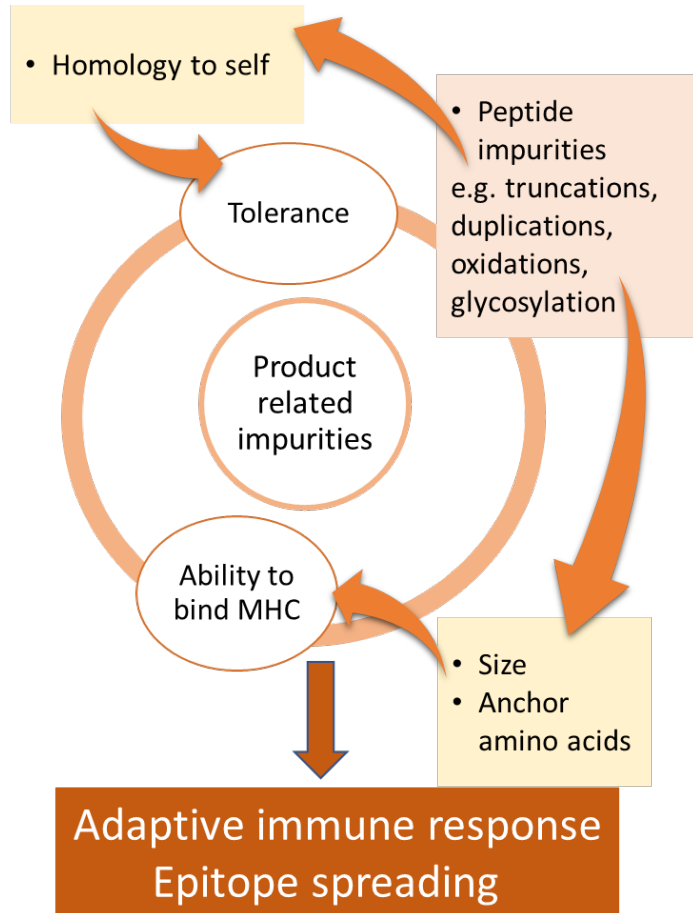 • Homology to self
• Peptide
impurities
e.g. truncations,
duplications,
oxidations,
glycosylation
Tolerance
Product
related
impurities
Ability to
bind MHC
• Size
• Anchor
amino acids
Adaptive immune response
Epitope spreading